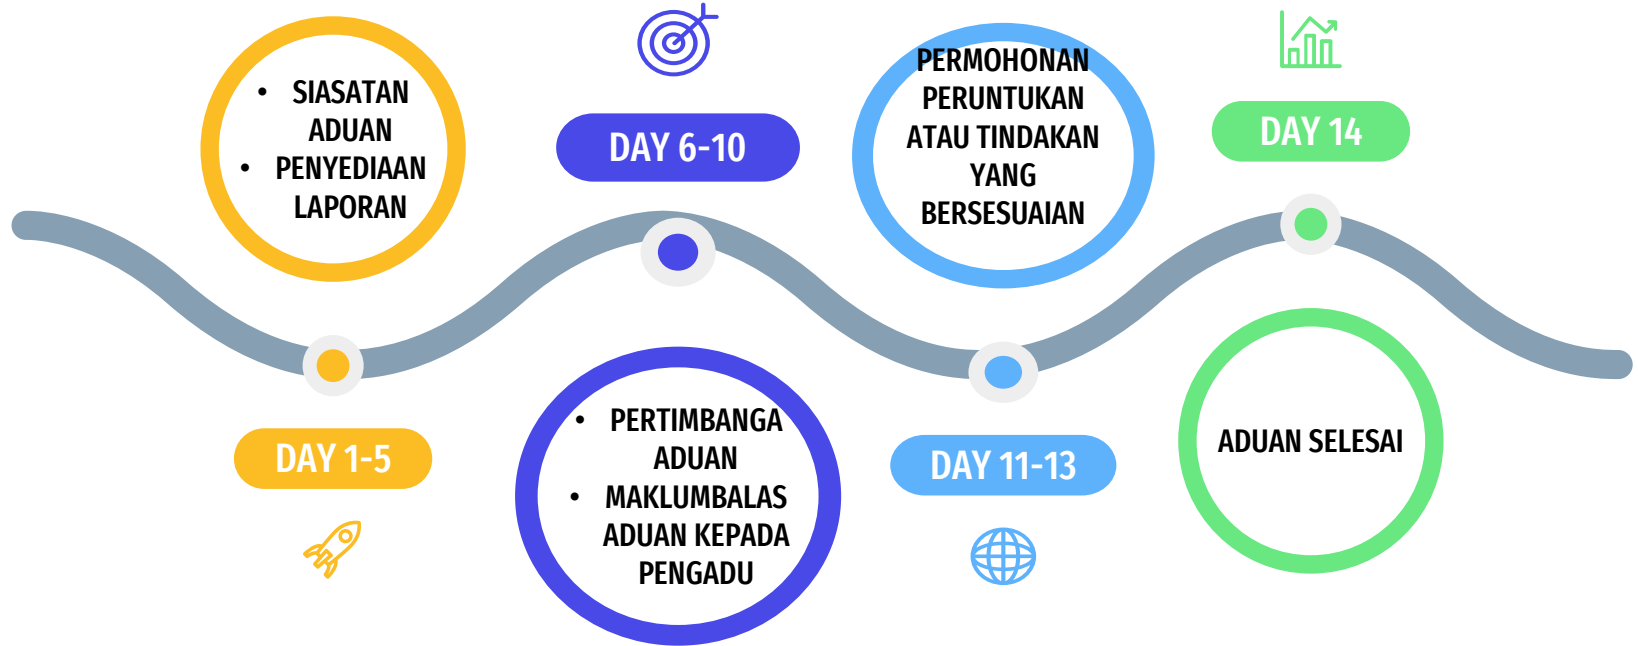 • SIASATAN
ADUAN
• PENYEDIAAN
LAPORAN
DAY 1-5
DAY 6-10
• PERTIMBANGA
ADUAN
• MAKLUMBALAS
ADUAN KEPADA
PENGADU
PERMOHONAN
PERUNTUKAN
ATAU TINDAKAN
YANG
BERSESUAIAN
DAY 11-13
DAY 14
ADUAN SELESAI